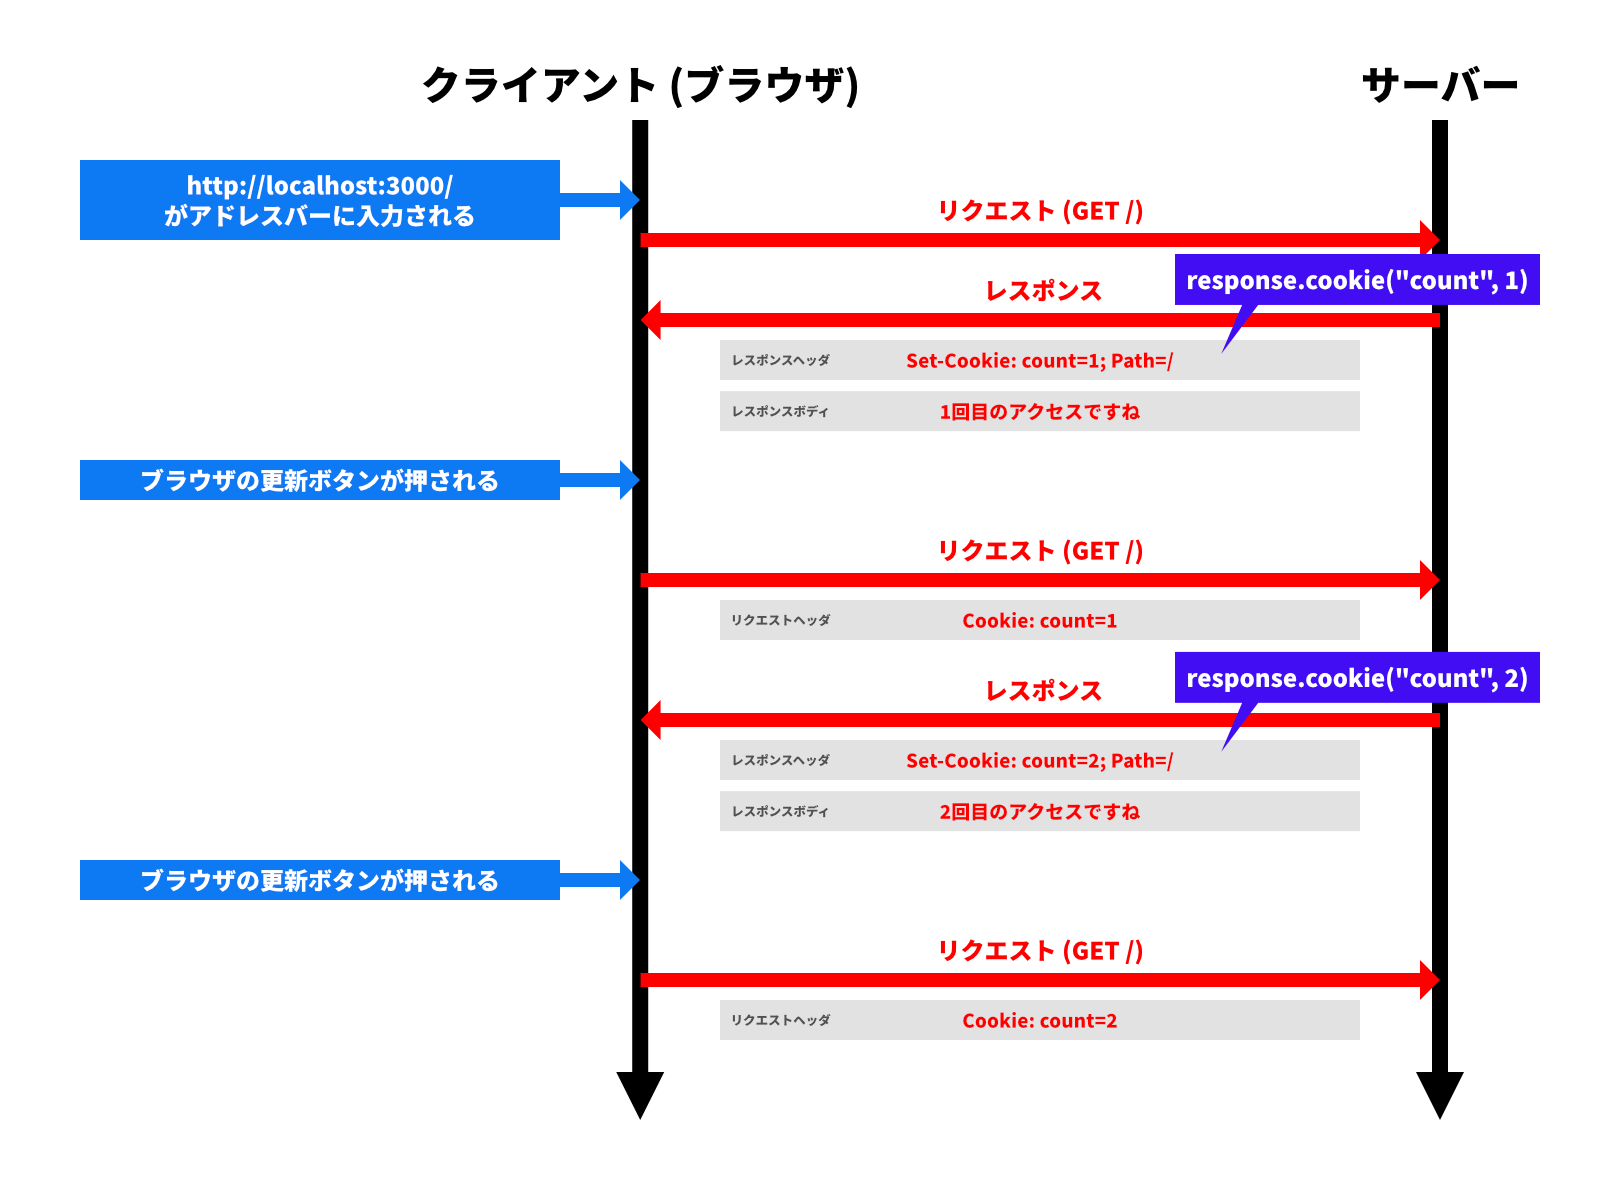 クライアント (ブラウザ)
サーバー
http://localhost:3000/
がアドレスバーに入力される
リクエスト (GET /)
response.cookie("count", 1)
レスポンス
レスポンスヘッダ
Set-Cookie: count=1; Path=/
レスポンスボディ
1回目のアクセスですね
ブラウザの更新ボタンが押される
リクエスト (GET /)
リクエストヘッダ
Cookie: count=1
response.cookie("count", 2)
レスポンス
レスポンスヘッダ
Set-Cookie: count=2; Path=/
レスポンスボディ
2回目のアクセスですね
ブラウザの更新ボタンが押される
リクエスト (GET /)
リクエストヘッダ
Cookie: count=2